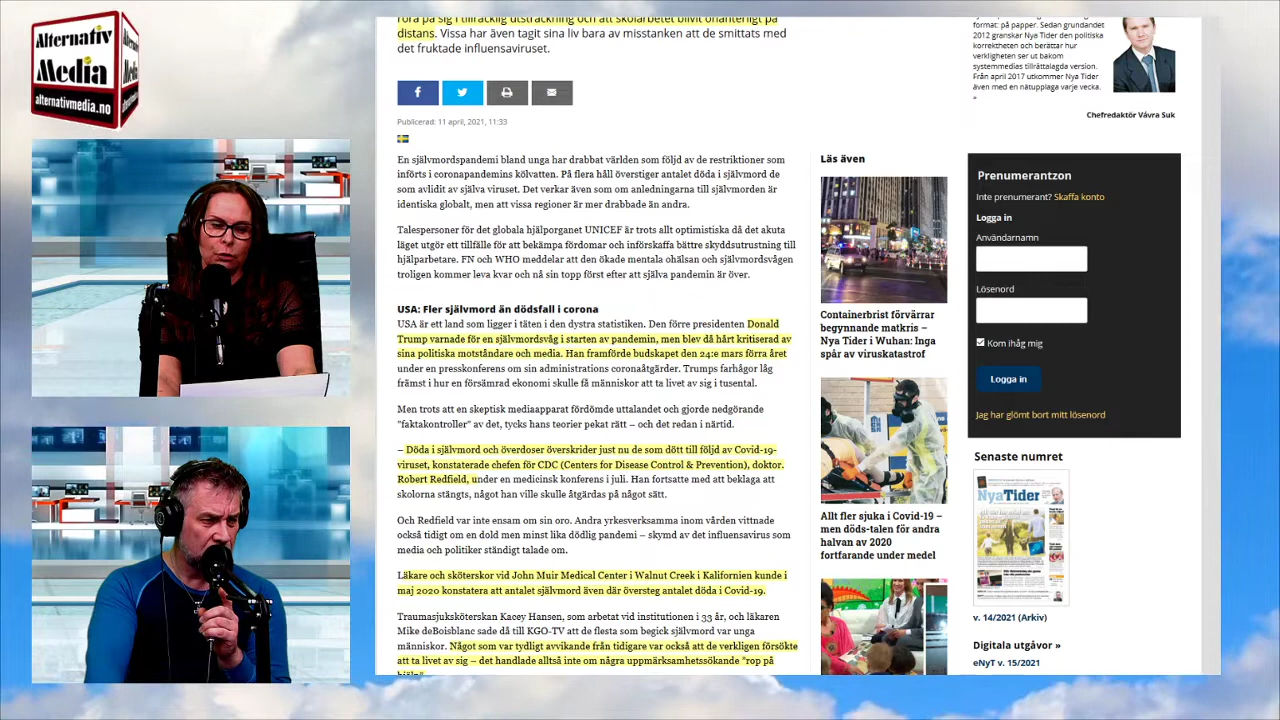 Alternativ
Media
alternativmedia.no
röra på sig i tillräcklig utsträckning och att skolarbetet blivit ohanterligt på
distans. Vissa har även tagit sina liv bara av misstanken att de smittats med
det fruktade influensaviruset.
Publicerad: 11 april, 2021, 11:33
En självmordspandemi bland unga har drabbat världen som följd av de restriktioner som
införts i coronapandemins kölvatten. På flera håll överstiger antalet döda i självmord de
som avlidit av själva viruset. Det verkar även som om anledningarna till självmorden är
identiska globalt, men att vissa regioner är mer drabbade än andra.
Talespersoner för det globala hjälporganet UNICEF är trots allt optimistiska då det akuta
läget utgör ett tillfälle för att bekämpa fördomar och införskaffa bättre skyddsutrustning till
hjälparbetare. FN och WHO meddelar att den ökade mentala ohälsan och självmordsvågen
troligen kommer leva kvar och nå sin topp först efter att själva pandemin är över.
USA: Fler självmord än dödsfall i corona
USA är ett land som ligger i täten i den dystra statistiken. Den förre presidenten Donald
Trump varnade för en självmordsvåg i starten av pandemin, men blev då hårt kritiserad av
sina politiska motståndare och media. Han framförde budskapet den 24:e mars förra året
under en presskonferens om sin administrations coronaåtgärder. Trumps farhågor låg
främst i hur en försämrad ekonomi skulle få människor att ta livet av sig i tusental.
Men trots att en skeptisk mediaapparat fördömde uttalandet och gjorde nedgörande
"faktakontroller" av det, tycks hans teorier pekat rätt – och det redan i närtid.
– Döda i självmord och överdoser överskrider just nu de som dött till följd av Covid-19-
viruset, konstaterade chefen för CDC (Centers for Disease Control & Prevention), doktor.
Robert Redfield, under en medicinsk konferens i juli. Han fortsatte med att beklaga att
skolorna stängts, något han ville skulle åtgärdas på något sätt.
Och Redfield var inte ensam om sin oro. Andra yrkesverksamma inom vården vittnade
också tidigt om en dold men minst lika dödlig pandemi – skymd av det influensavirus som
media och politiker ständigt talade om.
Läkare och sköterskor vid John Muir Medical Center i Walnut Creek i Kalifornien kunde i
maj 2020 konstatera att antalet självmord även där översteg antalet döda i Covid-19.
Traumasjuksköterskan Kacey Hansen, som arbetat vid institutionen i 33 år, och läkaren
Mike deBoisblanc sade då till KGO-TV att de flesta som begick självmord var unga
människor. Något som var tydligt avvikande från tidigare var också att de verkligen försökte
att ta livet av sig – det handlade alltså inte om några uppmärksamhetssökande "rop på
hjälp".
Läs även
Containerbrist förvärrar
begynnande matkris –
Nya Tider i Wuhan: Inga
spår av viruskatastrof
Allt fler sjuka i Covid-19 –
men döds-talen för andra
halvan av 2020
fortfarande under medel
format: på papper. Sedan grundandet
2012 granskar Nya Tider den politiska
korrektheten och berättar hur
verkligheten ser ut bakom
systemmedias tillrättalagda version.
Från april 2017 utkommer Nya Tider
även med en nätupplaga varje vecka.
»
Chefredaktör Vávra Suk
Prenumerantzon
Inte prenumerant? Skaffa konto
Logga in
Användarnamn
Lösenord
Kom ihåg mig
Logga in
Jag har glömt bort mitt lösenord
Senaste numret
NyaTider
v. 14/2021 (Arkiv)
Digitala utgåvor »
eNyT v. 15/2021